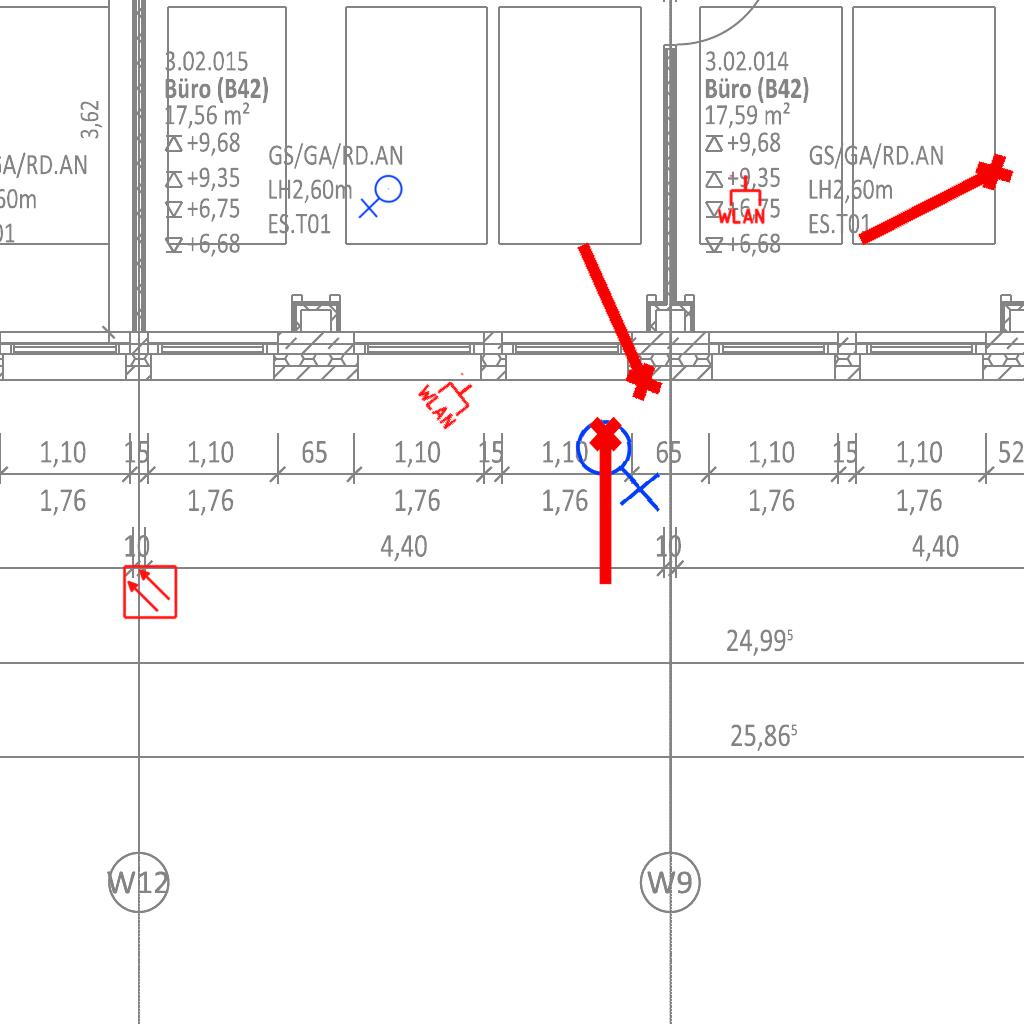 3.02.015
Büro (B42)
17,56 m²
+9,68
+9,35
+6,75
+6,68
GS/GA/RD.AN
LH2,60m
ES.T01
3.02.014
Büro (B42)
17,59 m²
+9,68
+9,35
+6,75
+6,68
GS/GA/RD.AN
LH2,60m
ES.T01
3,62
GA/RD.AN
60m
01
WLAN
WLAN
1,10 15 1,10 65 1,10 15 1,10 65 1,10 15 1,10 52
1,76 1,76 1,76 1,76 1,76 1,76
10 4,40 10 4,40
24,99⁵
25,86⁵
W12 W9